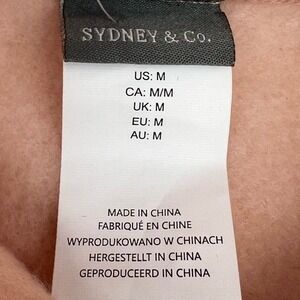 SYDNEY & Co.
US: M
CA: M/M
UK: M
EU: M
AU: M
MADE IN CHINA
FABRIQUÉ EN CHINE
WYPRODUKOWANO W CHINACH
HERGESTELLT IN CHINA
GEPRODUCEERD IN CHINA